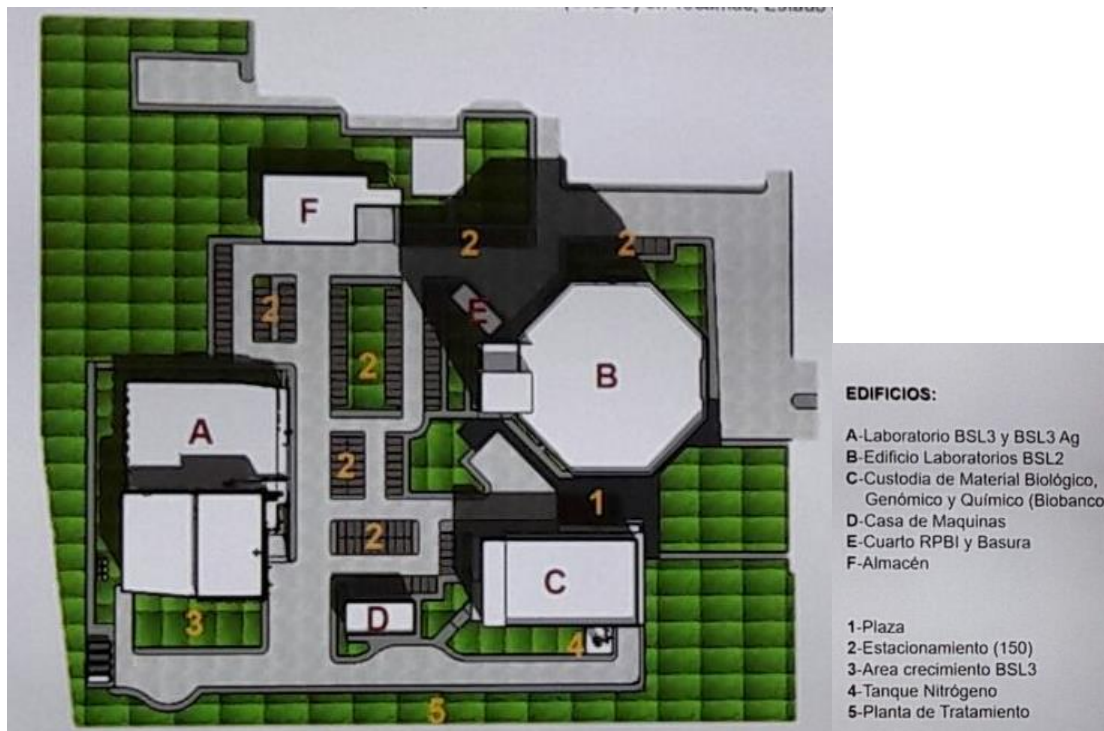 Estado
F
2
2
2
E
B
2
A
2
1
2
C
D
3
4
5
EDIFICIOS:
A-Laboratorio BSL3 y BSL3 Ag
B-Edificio Laboratorios BSL2
C-Custodia de Material Biológico,
Genómico y Químico (Biobanco
D-Casa de Maquinas
E-Cuarto RPBI y Basura
F-Almacén
1-Plaza
2-Estacionamiento (150)
3-Area crecimiento BSL3
4-Tanque Nitrógeno
5-Planta de Tratamiento